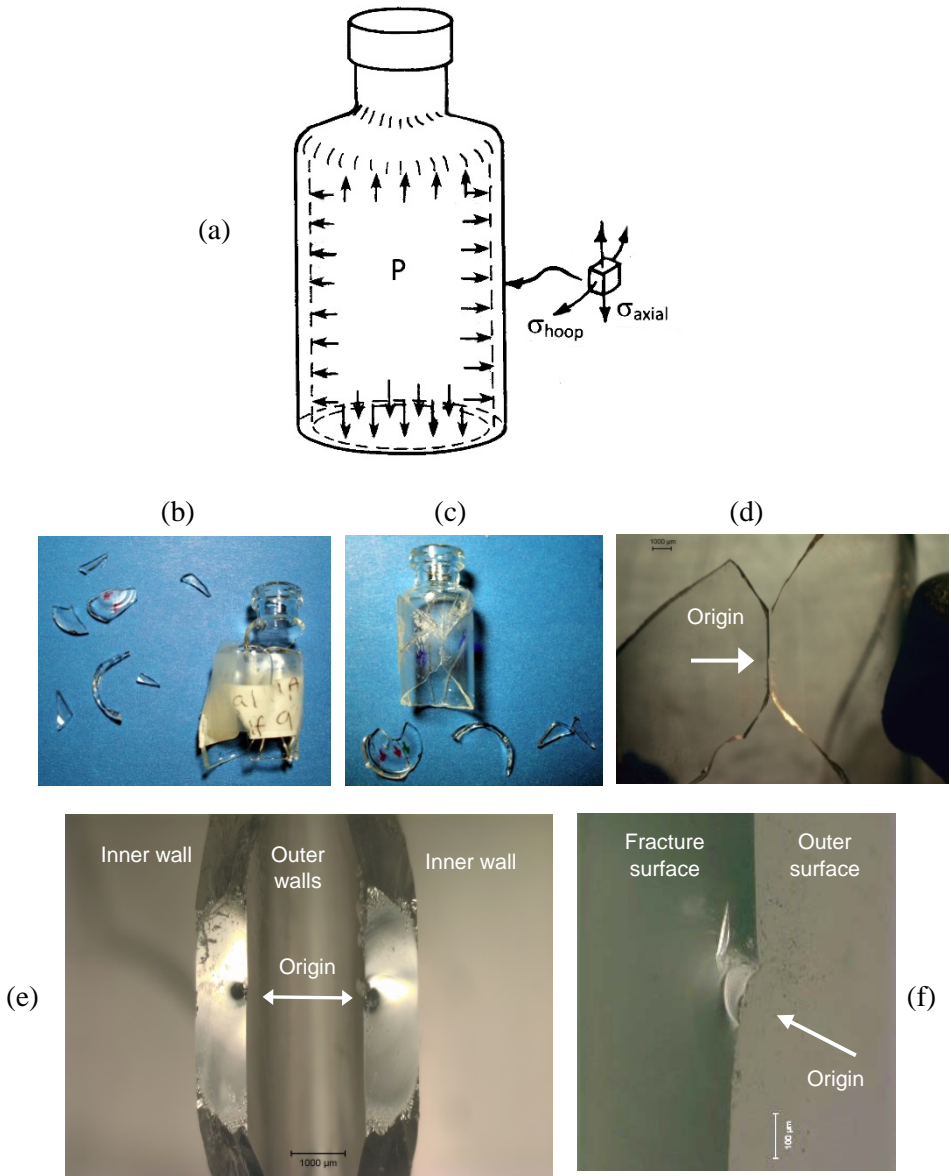 (a)
P
σhoop
σaxial
(b)
(c)
(d)
1000 µm
Origin
Inner wall
Outer
walls
Inner wall
Origin
1000 µm
(e)
Fracture
surface
Outer
surface
Origin
100 µm
(f)